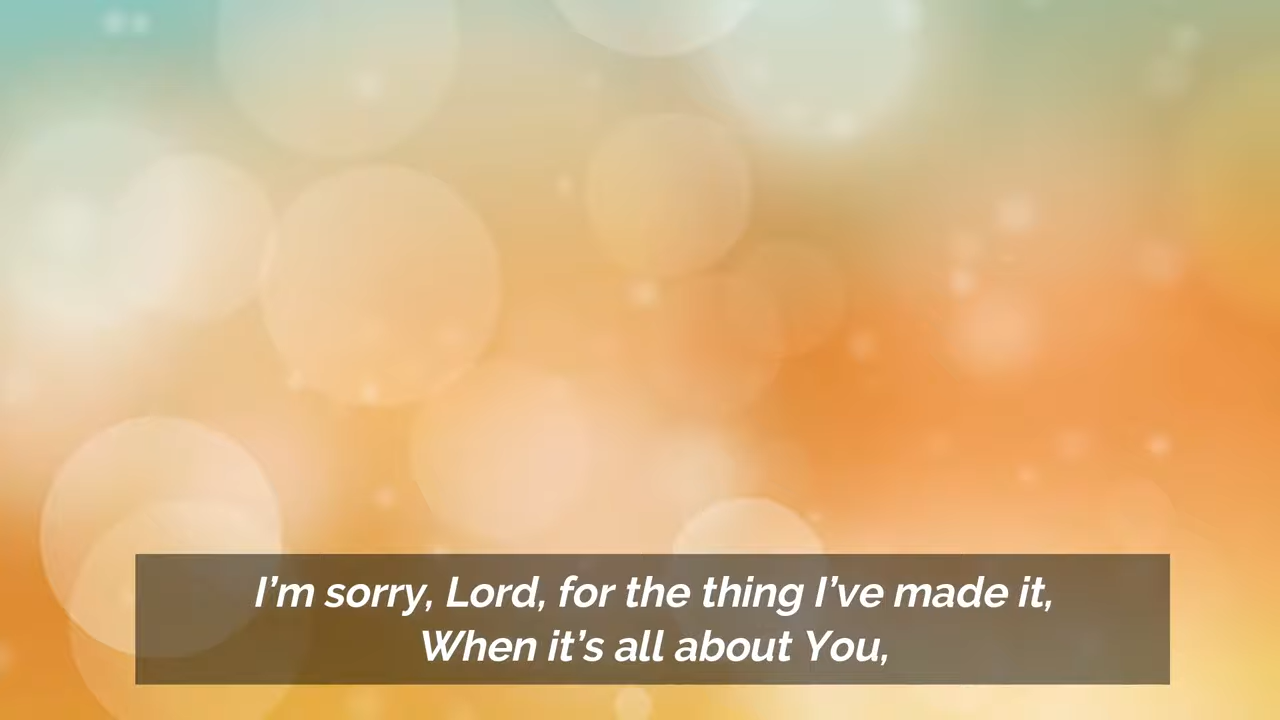 I’m sorry, Lord, for the thing I’ve made it,
When it’s all about You,